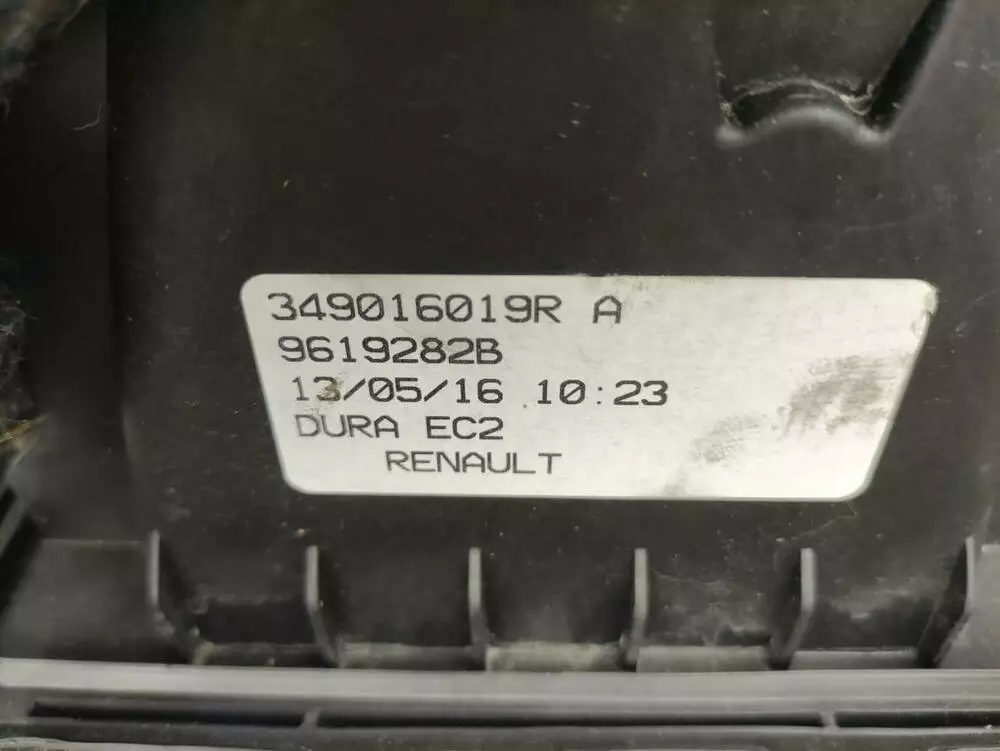 349016019R A
9619282B
13/05/16 10:23
DURA EC2
RENAULT